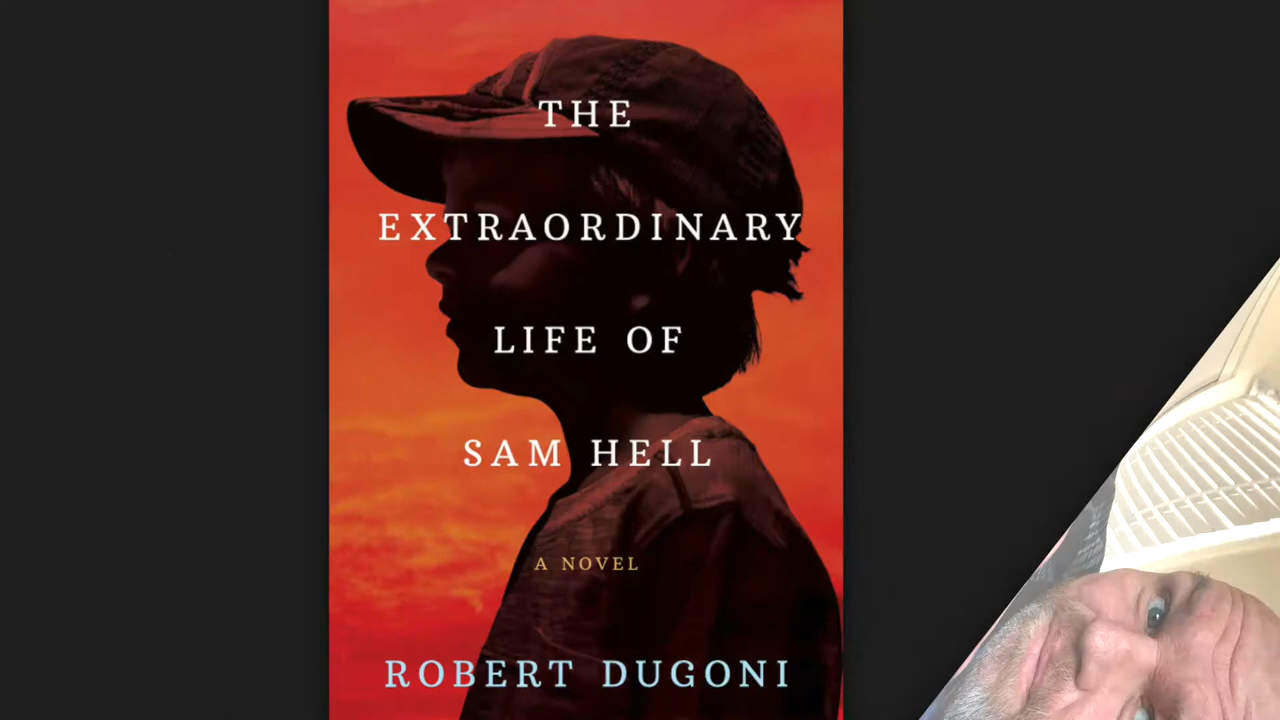 THE
EXTRAORDINARY
LIFE OF
SAM HELL
A NOVEL
ROBERT DUGONI